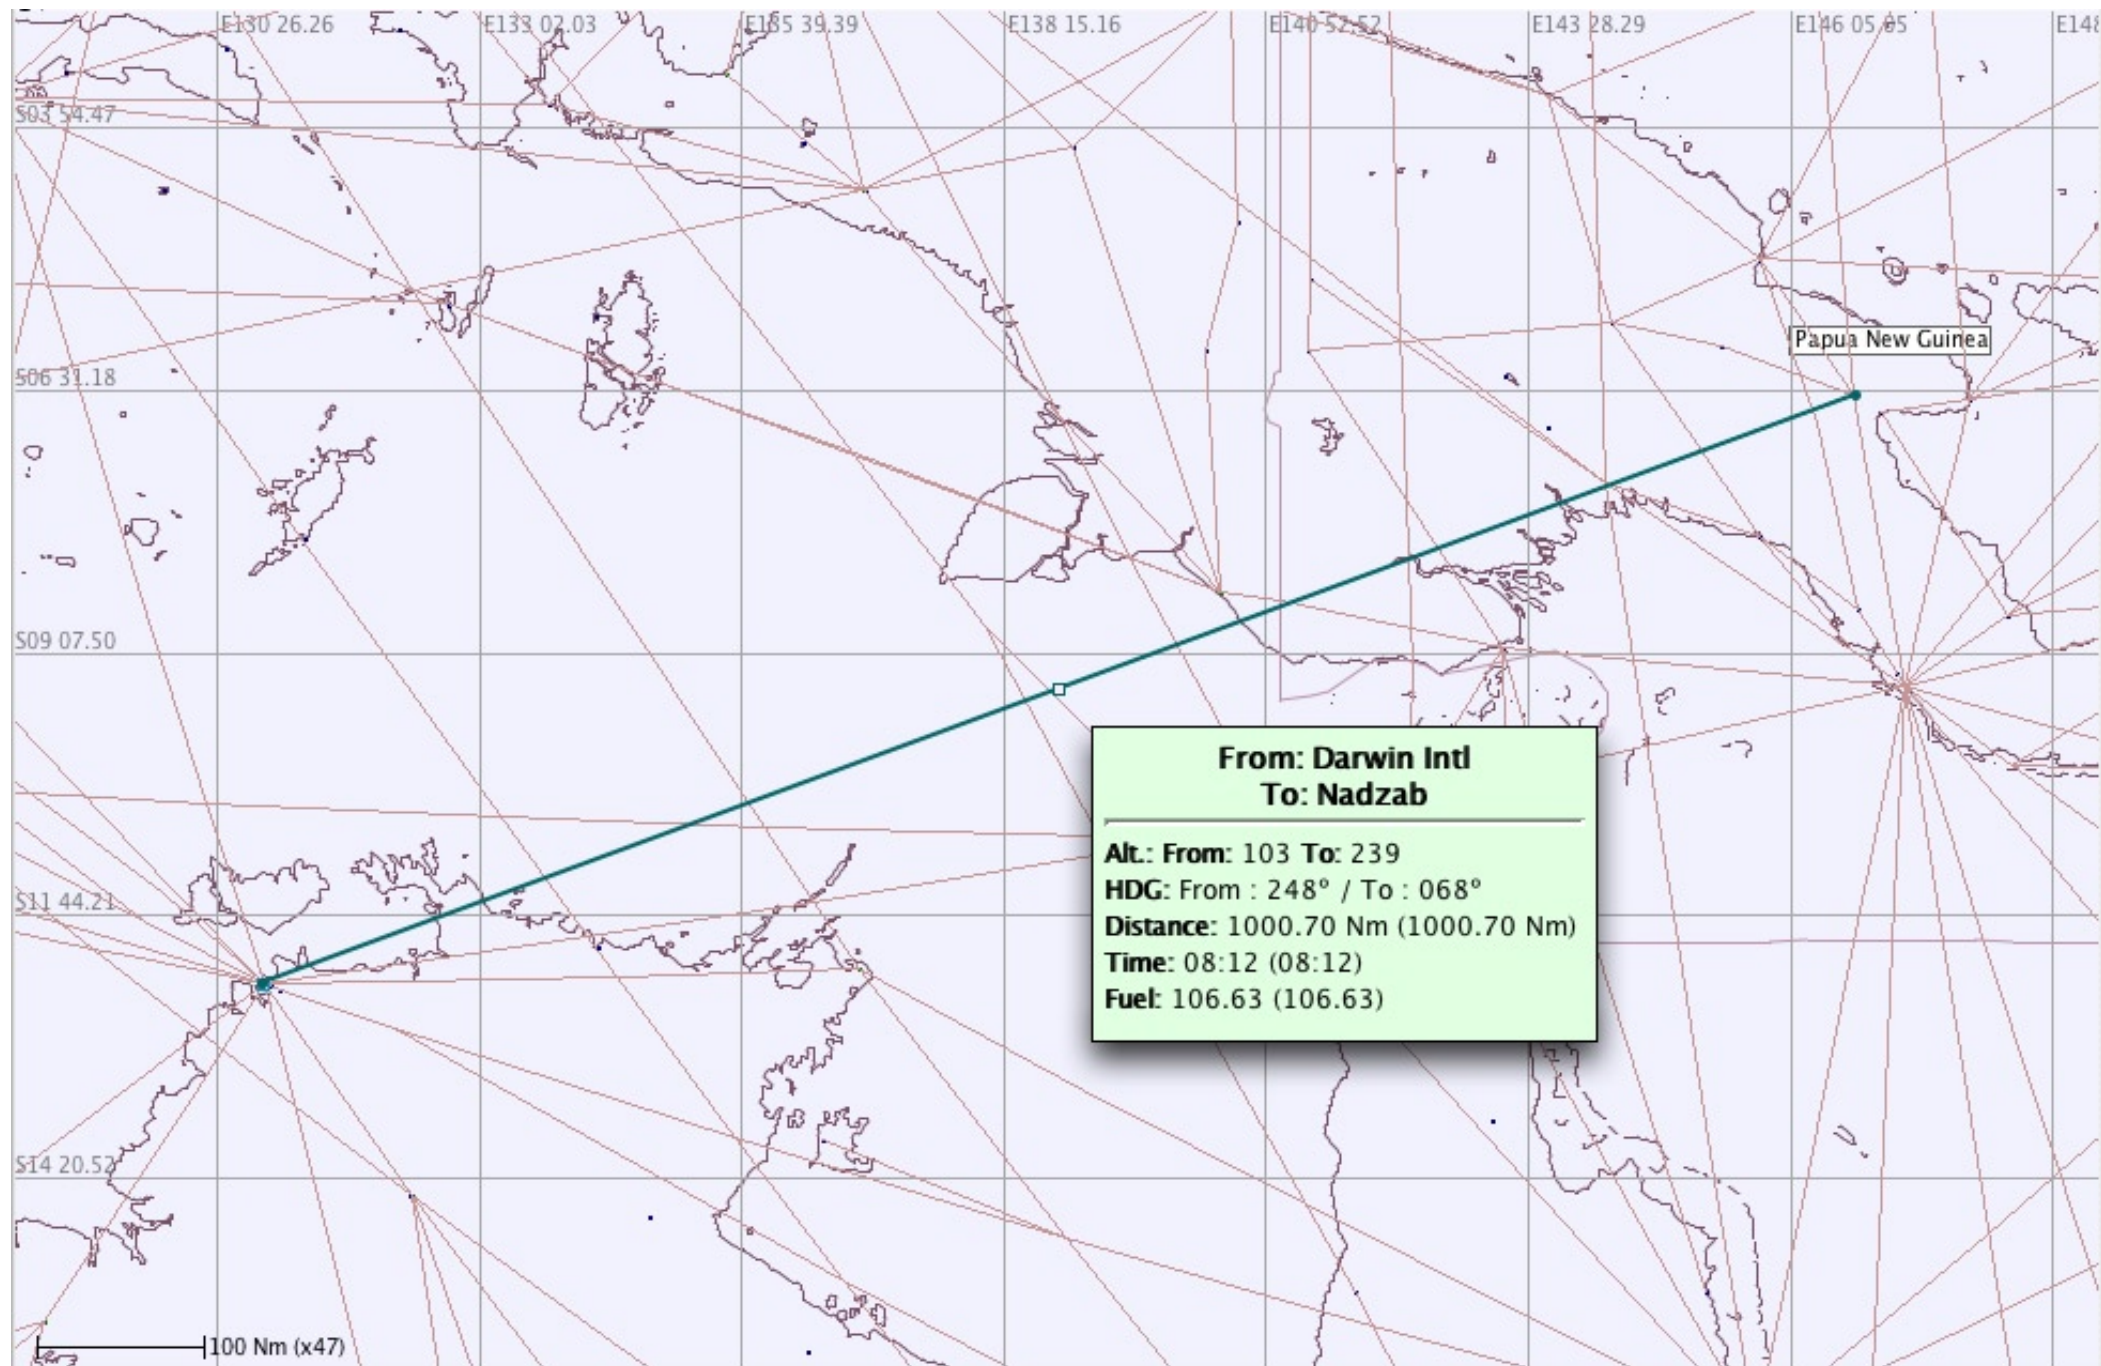 E130 26.26
E133 02.03
E135 39.39
E138 15.16
E140 52.52
E143 28.29
E146 05.05
E148
S03 54.47
Papua New Guinea
S06 31.18
S09 07.50
From: Darwin Intl
To: Nadzab
Alt.: From: 103 To: 239
HDG: From : 248° / To : 068°
Distance: 1000.70 Nm (1000.70 Nm)
Time: 08:12 (08:12)
Fuel: 106.63 (106.63)
S11 44.21
S14 20.52
100 Nm (x47)